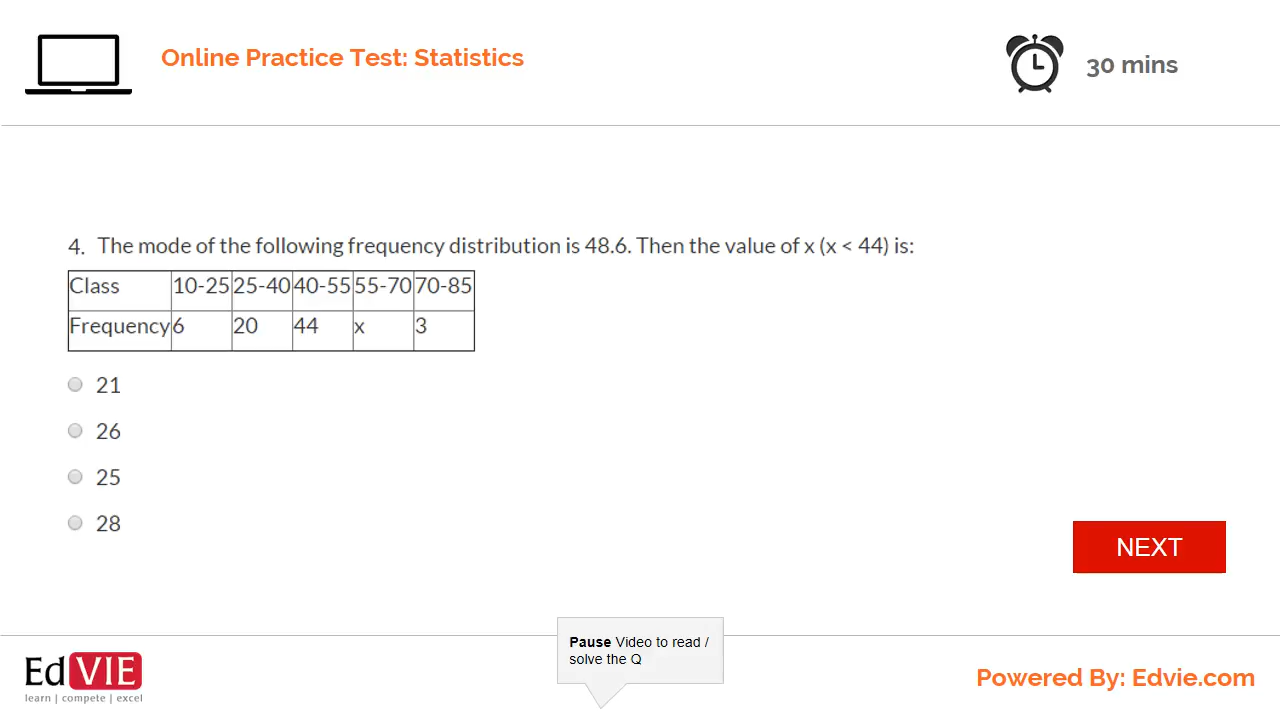 Online Practice Test: Statistics
30 mins
4. The mode of the following frequency distribution is 48.6. Then the value of x (x < 44) is:
Class 10-25 25-40 40-55 55-70 70-85
Frequency 6 20 44 x 3
21
26
25
28
NEXT
Pause Video to read /
solve the Q
EdVIE
learn | compete | excel
Powered By: Edvie.com